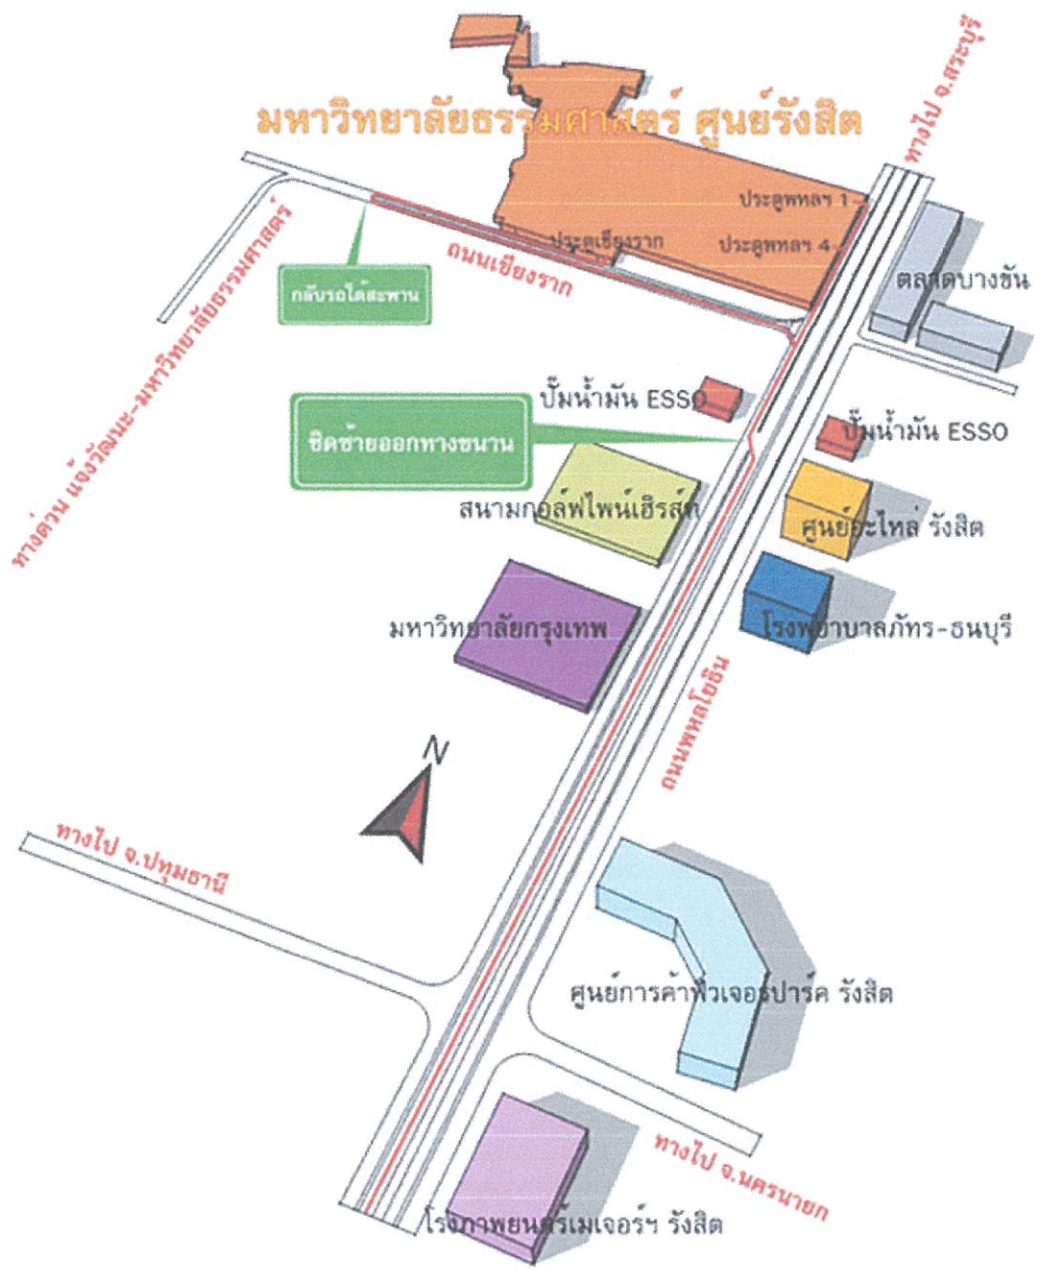 ทางไป จ.สระบุรี
มหาวิทยาลัยธรรมศาสตร์ ศูนย์รังสิต
ประตูพหลฯ 1
ประตูเชียงราก
ประตูพหลฯ 4
ถนนเชียงราก
ตลาดบางขัน
กลับรถใต้สะพาน
ทางด่วน แจ้งวัฒนะ-มหาวิทยาลัยธรรมศาสตร์
ปั๊มน้ำมัน ESSO
ปั๊มน้ำมัน ESSO
ชิดซ้ายออกทางขนาน
สนามกอล์ฟไพน์เฮิรส์ท
ศูนย์อะไหล่ รังสิต
มหาวิทยาลัยกรุงเทพ
โรงพยาบาลภัทร-ธนบุรี
ถนนพหลโยธิน
N
ทางไป จ.ปทุมธานี
ศูนย์การค้าฟิวเจอร์ปาร์ค รังสิต
ทางไป จ.นครนายก
โรงภาพยนตร์เมเจอร์ฯ รังสิต